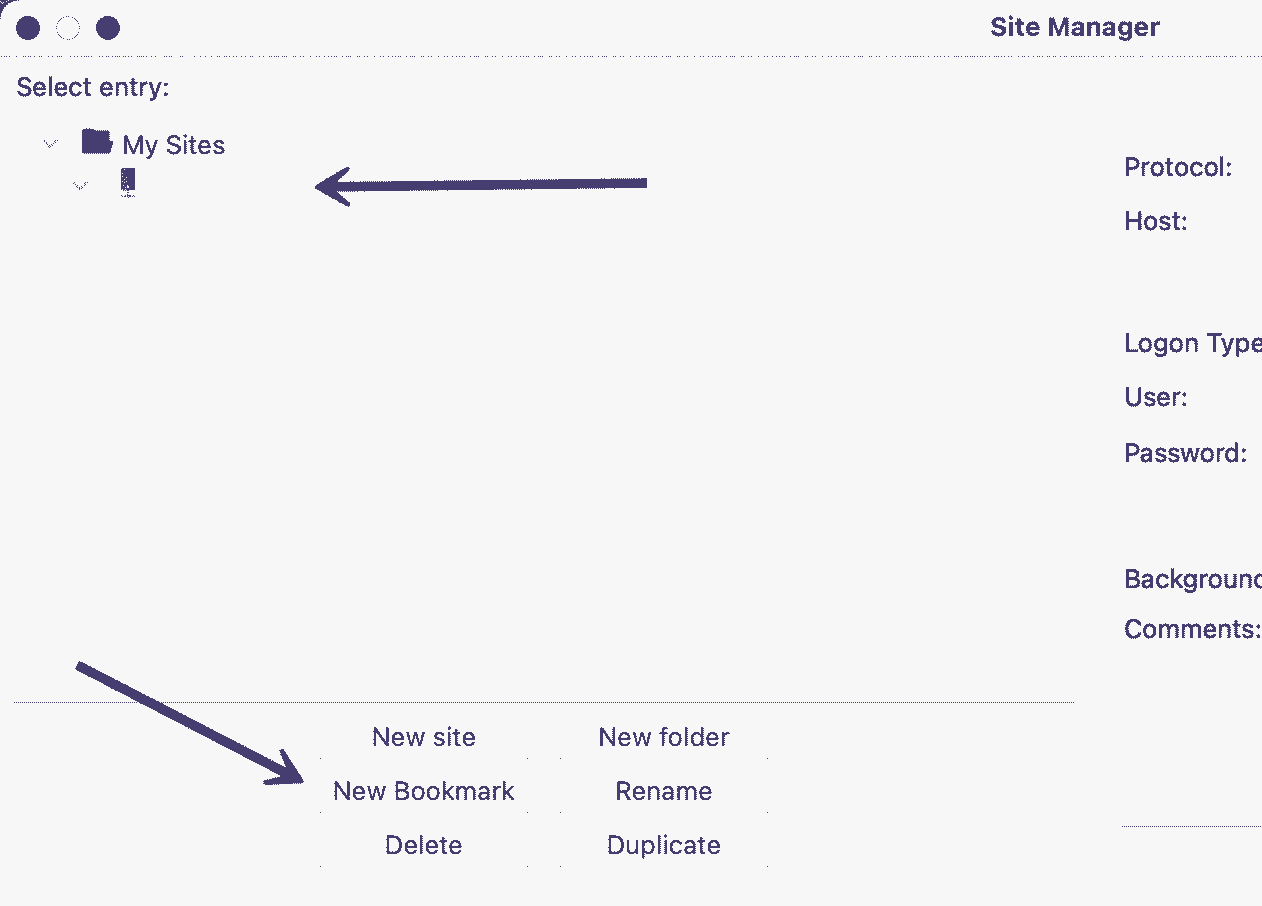 Site Manager
Select entry:
My Sites
Protocol:
Host:
Logon Type
User:
Password:
Background
Comments:
New site
New folder
New Bookmark
Rename
Delete
Duplicate